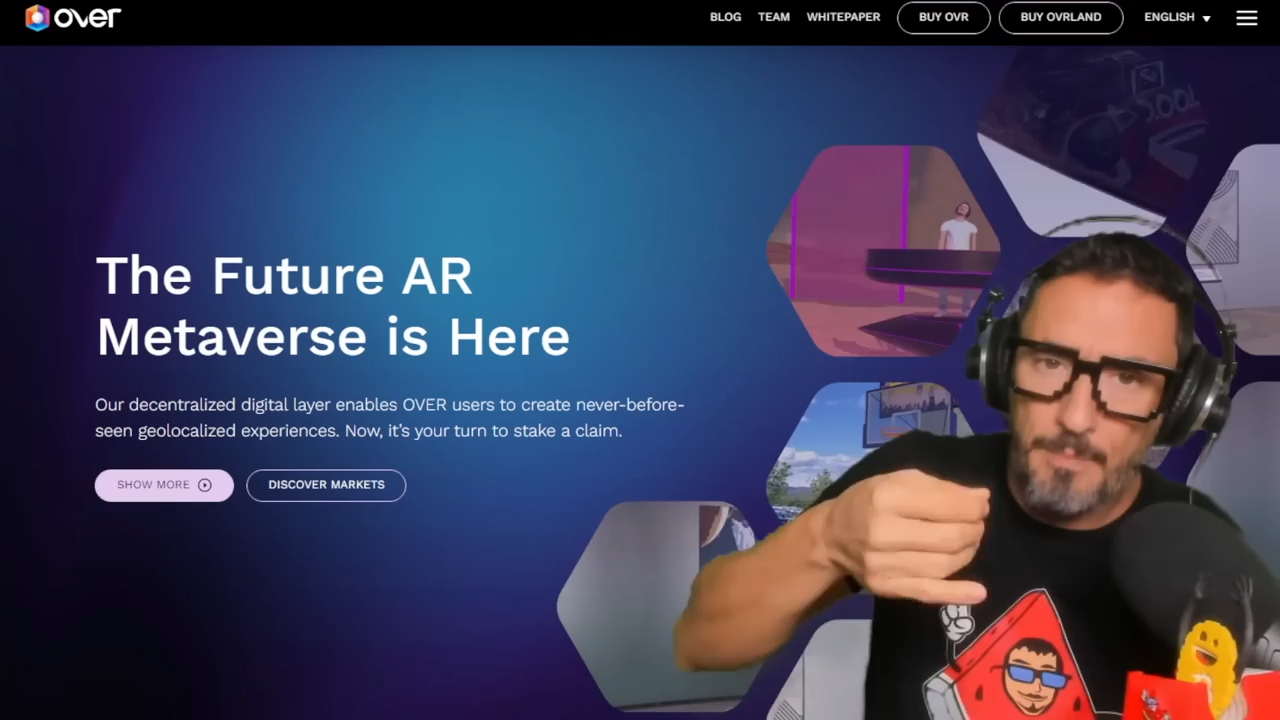 over
BLOG TEAM WHITEPAPER BUY OVR BUY OVRLAND ENGLISH
The Future AR
Metaverse is Here
Our decentralized digital layer enables OVER users to create never-before-
seen geolocalized experiences. Now, it's your turn to stake a claim.
SHOW MORE DISCOVER MARKETS